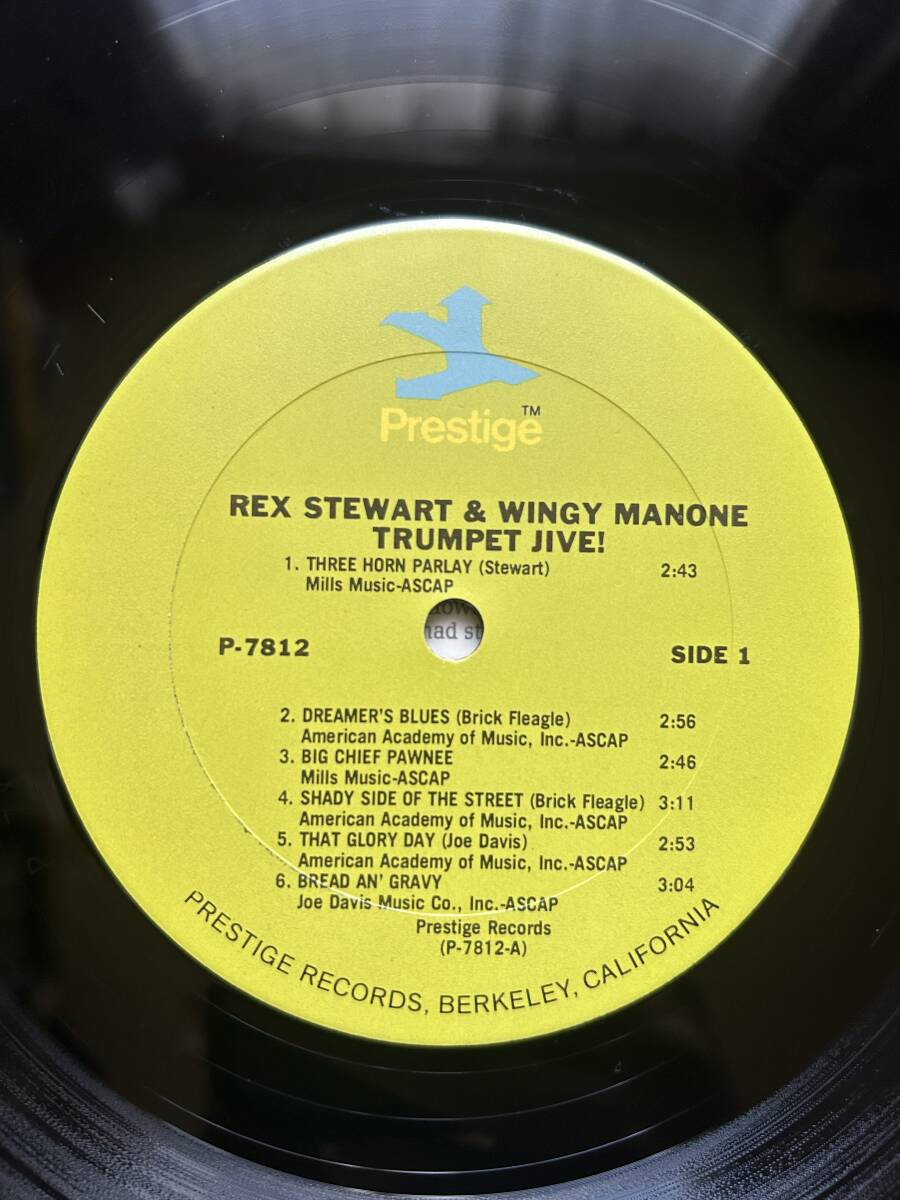 Prestige™
REX STEWART & WINGY MANONE
TRUMPET JIVE!
1. THREE HORN PARLAY (Stewart) 2:43
Mills Music-ASCAP
had st
P-7812 SIDE 1
2. DREAMER'S BLUES (Brick Fleagle) 2:56
American Academy of Music, Inc.-ASCAP
3. BIG CHIEF PAWNEE 2:46
Mills Music-ASCAP
4. SHADY SIDE OF THE STREET (Brick Fleagle) 3:11
American Academy of Music, Inc.-ASCAP
5. THAT GLORY DAY (Joe Davis) 2:53
American Academy of Music, Inc.-ASCAP
6. BREAD AN' GRAVY 3:04
Joe Davis Music Co., Inc.-ASCAP
Prestige Records
(P-7812-A)
PRESTIGE RECORDS, BERKELEY, CALIFORNIA